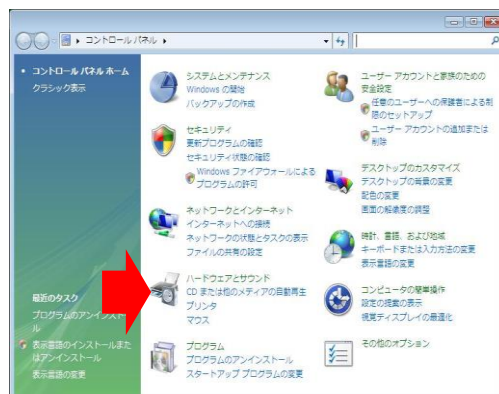 コントロール パネル
コントロール パネル ホーム
クラシック表示
最近のタスク
プログラムのアンインストー
ル
表示言語のインストールまた
はアンインストール
表示言語の変更
システムとメンテナンス
Windows の開始
バックアップの作成
セキュリティ
更新プログラムの確認
セキュリティ状態の確認
Windows ファイアウォールによる
プログラムの許可
ネットワークとインターネット
インターネットへの接続
ネットワークの状態とタスクの表示
ファイルの共有の設定
ハードウェアとサウンド
CD または他のメディアの自動再生
プリンタ
マウス
プログラム
プログラムのアンインストール
スタートアップ プログラムの変更
ユーザー アカウントと家族のための
安全設定
任意のユーザーへの保護者による制
限のセットアップ
ユーザー アカウントの追加または
削除
デスクトップのカスタマイズ
デスクトップの背景の変更
配色の変更
画面の解像度の調整
時計、言語、および地域
キーボードまたは入力方法の変更
表示言語の変更
コンピュータの簡単操作
設定の提案の表示
視覚ディスプレイの最適化
その他のオプション